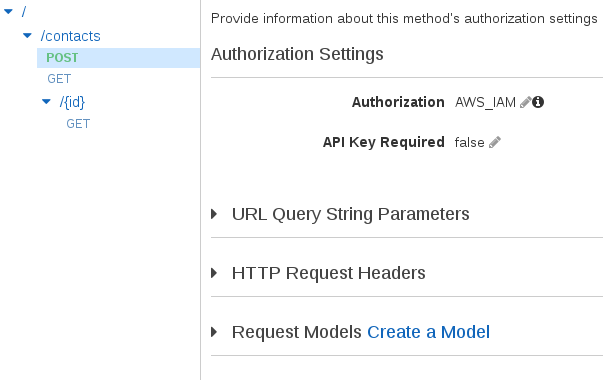 /
/contacts
POST
GET
/{id}
GET
Provide information about this method's authorization settings
Authorization Settings
Authorization AWS_IAM
API Key Required false
URL Query String Parameters
HTTP Request Headers
Request Models Create a Model